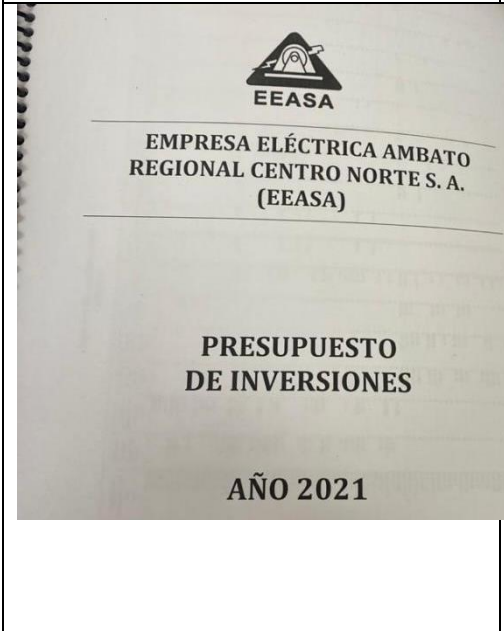 EEASA
EMPRESA ELÉCTRICA AMBATO
REGIONAL CENTRO NORTE S. A.
(EEASA)
PRESUPUESTO
DE INVERSIONES
AÑO 2021